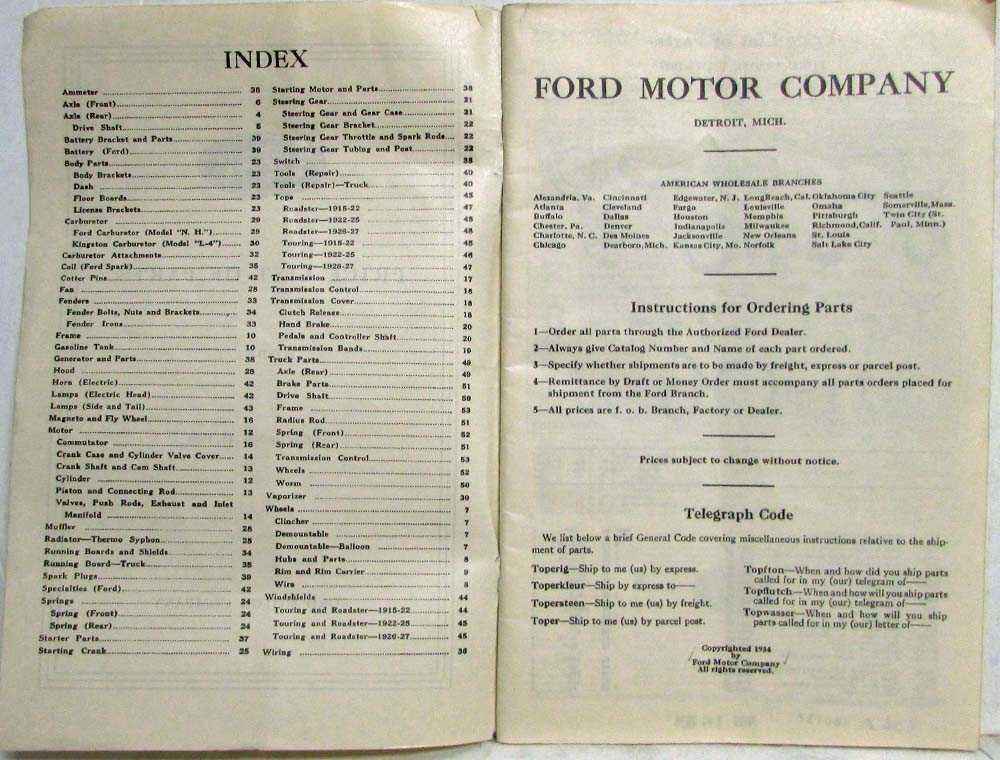 INDEX
Ammeter 36
Axle (Front) 6
Axle (Rear) 4
Drive Shaft 5
Battery Bracket and Parts 39
Battery (Ford) 39
Body Parts 23
Body Brackets 23
Dash 23
Floor Boards 23
License Brackets 23
Carburetor 29
Ford Carburetor (Model "N. H.") 29
Kingston Carburetor (Model "L-4") 30
Carburetor Attachments 32
Coil (Ford Spark) 35
Cotter Pins 42
Fan 28
Fenders 33
Fender Bolts, Nuts and Brackets 34
Fender Irons 33
Frame 10
Gasoline Tank 10
Generator and Parts 38
Hood 28
Horn (Electric) 42
Lamps (Electric Head) 42
Lamps (Side and Tail) 43
Magneto and Fly Wheel 16
Motor 12
Commutator 16
Crank Case and Cylinder Valve Cover 14
Crank Shaft and Cam Shaft 13
Cylinder 12
Piston and Connecting Rod 13
Valves, Push Rods, Exhaust and Inlet
Manifold 14
Muffler 28
Radiator—Thermo Syphon 25
Running Boards and Shields 34
Running Board—Truck 35
Spark Plugs 39
Specialties (Ford) 42
Springs 24
Spring (Front) 24
Spring (Rear) 24
Starter Parts 37
Starting Crank 25
Starting Motor and Parts 38
Steering Gear 21
Steering Gear and Gear Case 21
Steering Gear Bracket 22
Steering Gear Throttle and Spark Rods 22
Steering Gear Tubing and Post 22
Switch 35
Tools (Repair) 40
Tools (Repair)—Truck 40
Tops 45
Roadster—1915-22 47
Roadster—1922-25 48
Roadster—1926-27 47
Touring—1915-22 45
Touring—1922-25 46
Touring—1926-27 47
Transmission 17
Transmission Control 18
Transmission Cover 18
Clutch Release 18
Hand Brake 20
Pedals and Controller Shaft 20
Transmission Bands 19
Truck Parts 49
Axle (Rear) 49
Brake Parts 51
Drive Shaft 50
Frame 53
Radius Rod 51
Spring (Front) 52
Spring (Rear) 51
Transmission Control 53
Wheels 52
Worm 50
Vaporizer 30
Wheels 7
Clincher 7
Demountable 7
Demountable—Balloon 7
Hubs and Parts 8
Rim and Rim Carrier 9
Wire 8
Windshields 44
Touring and Roadster—1915-22 44
Touring and Roadster—1922-25 45
Touring and Roadster—1926-27 45
Wiring 36
FORD MOTOR COMPANY
DETROIT, MICH.
AMERICAN WHOLESALE BRANCHES
Alexandria, Va. Cincinnati Edgewater, N. J. Long Beach, Cal. Oklahoma City Seattle
Atlanta Cleveland Fargo Louisville Omaha Somerville, Mass.
Buffalo Dallas Houston Memphis Pittsburgh Twin City (St.
Chester, Pa. Denver Indianapolis Milwaukee Richmond, Calif. Paul, Minn.)
Charlotte, N. C. Des Moines Jacksonville New Orleans St. Louis
Chicago Dearborn, Mich. Kansas City, Mo. Norfolk Salt Lake City
Instructions for Ordering Parts
1—Order all parts through the Authorized Ford Dealer.
2—Always give Catalog Number and Name of each part ordered.
3—Specify whether shipments are to be made by freight, express or parcel post.
4—Remittance by Draft or Money Order must accompany all parts orders placed for
shipment from the Ford Branch.
5—All prices are f. o. b. Branch, Factory or Dealer.
Prices subject to change without notice.
Telegraph Code
We list below a brief General Code covering miscellaneous instructions relative to the ship-
ment of parts.
Toperig—Ship to me (us) by express.
Toperkleur—Ship by express to——
Topersteen—Ship to me (us) by freight.
Toper—Ship to me (us) by parcel post.
Topfton—When and how did you ship parts
called for in my (our) telegram of——
Topflutch—When and how will you ship parts
called for in my (our) telegram of——
Topwasser—When and how will you ship
parts called for in my (our) letter of——
Copyrighted 1934
by
Ford Motor Company
All rights reserved.